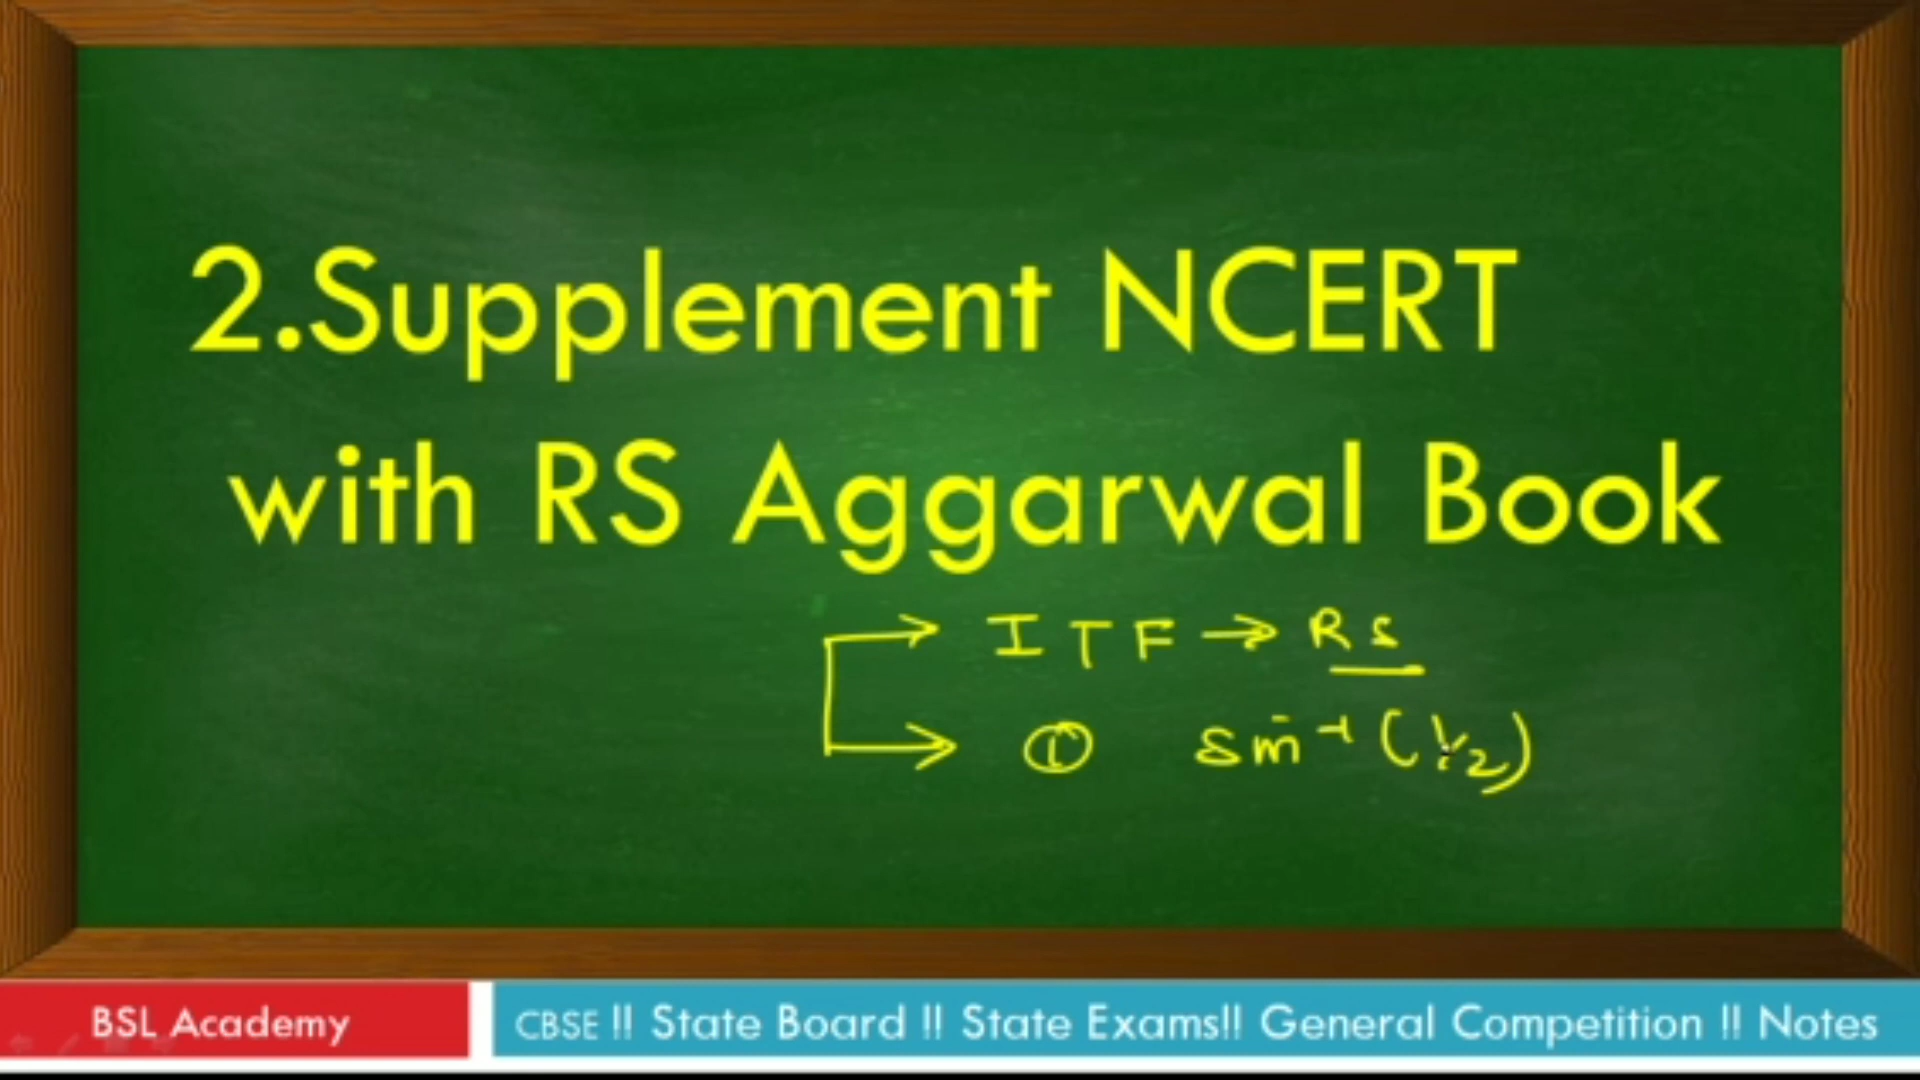 2.Supplement NCERT
with RS Aggarwal Book
I T F → Rs
① Sin⁻¹ (1/2)
BSL Academy
CBSE !! State Board !! State Exams!! General Competition !! Notes